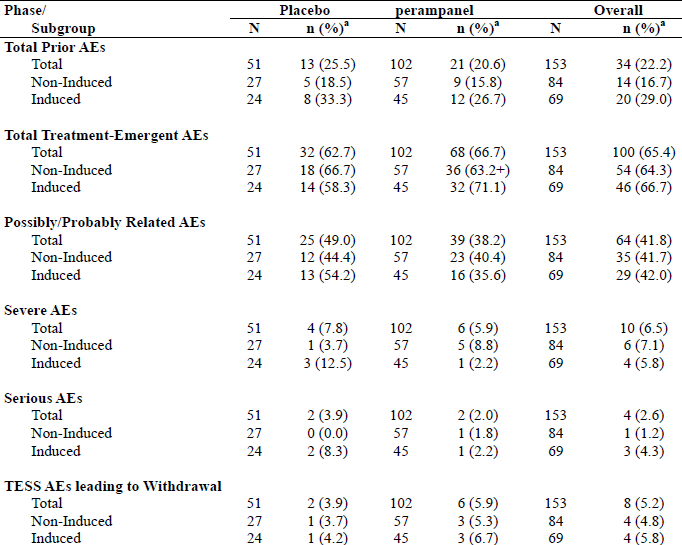 Phase/ Placebo perampanel Overall
Subgroup N n (%)a N n (%)a N n (%)a
Total Prior AEs
Total 51 13 (25.5) 102 21 (20.6) 153 34 (22.2)
Non-Induced 27 5 (18.5) 57 9 (15.8) 84 14 (16.7)
Induced 24 8 (33.3) 45 12 (26.7) 69 20 (29.0)
Total Treatment-Emergent AEs
Total 51 32 (62.7) 102 68 (66.7) 153 100 (65.4)
Non-Induced 27 18 (66.7) 57 36 (63.2+) 84 54 (64.3)
Induced 24 14 (58.3) 45 32 (71.1) 69 46 (66.7)
Possibly/Probably Related AEs
Total 51 25 (49.0) 102 39 (38.2) 153 64 (41.8)
Non-Induced 27 12 (44.4) 57 23 (40.4) 84 35 (41.7)
Induced 24 13 (54.2) 45 16 (35.6) 69 29 (42.0)
Severe AEs
Total 51 4 (7.8) 102 6 (5.9) 153 10 (6.5)
Non-Induced 27 1 (3.7) 57 5 (8.8) 84 6 (7.1)
Induced 24 3 (12.5) 45 1 (2.2) 69 4 (5.8)
Serious AEs
Total 51 2 (3.9) 102 2 (2.0) 153 4 (2.6)
Non-Induced 27 0 (0.0) 57 1 (1.8) 84 1 (1.2)
Induced 24 2 (8.3) 45 1 (2.2) 69 3 (4.3)
TESS AEs leading to Withdrawal
Total 51 2 (3.9) 102 6 (5.9) 153 8 (5.2)
Non-Induced 27 1 (3.7) 57 3 (5.3) 84 4 (4.8)
Induced 24 1 (4.2) 45 3 (6.7) 69 4 (5.8)